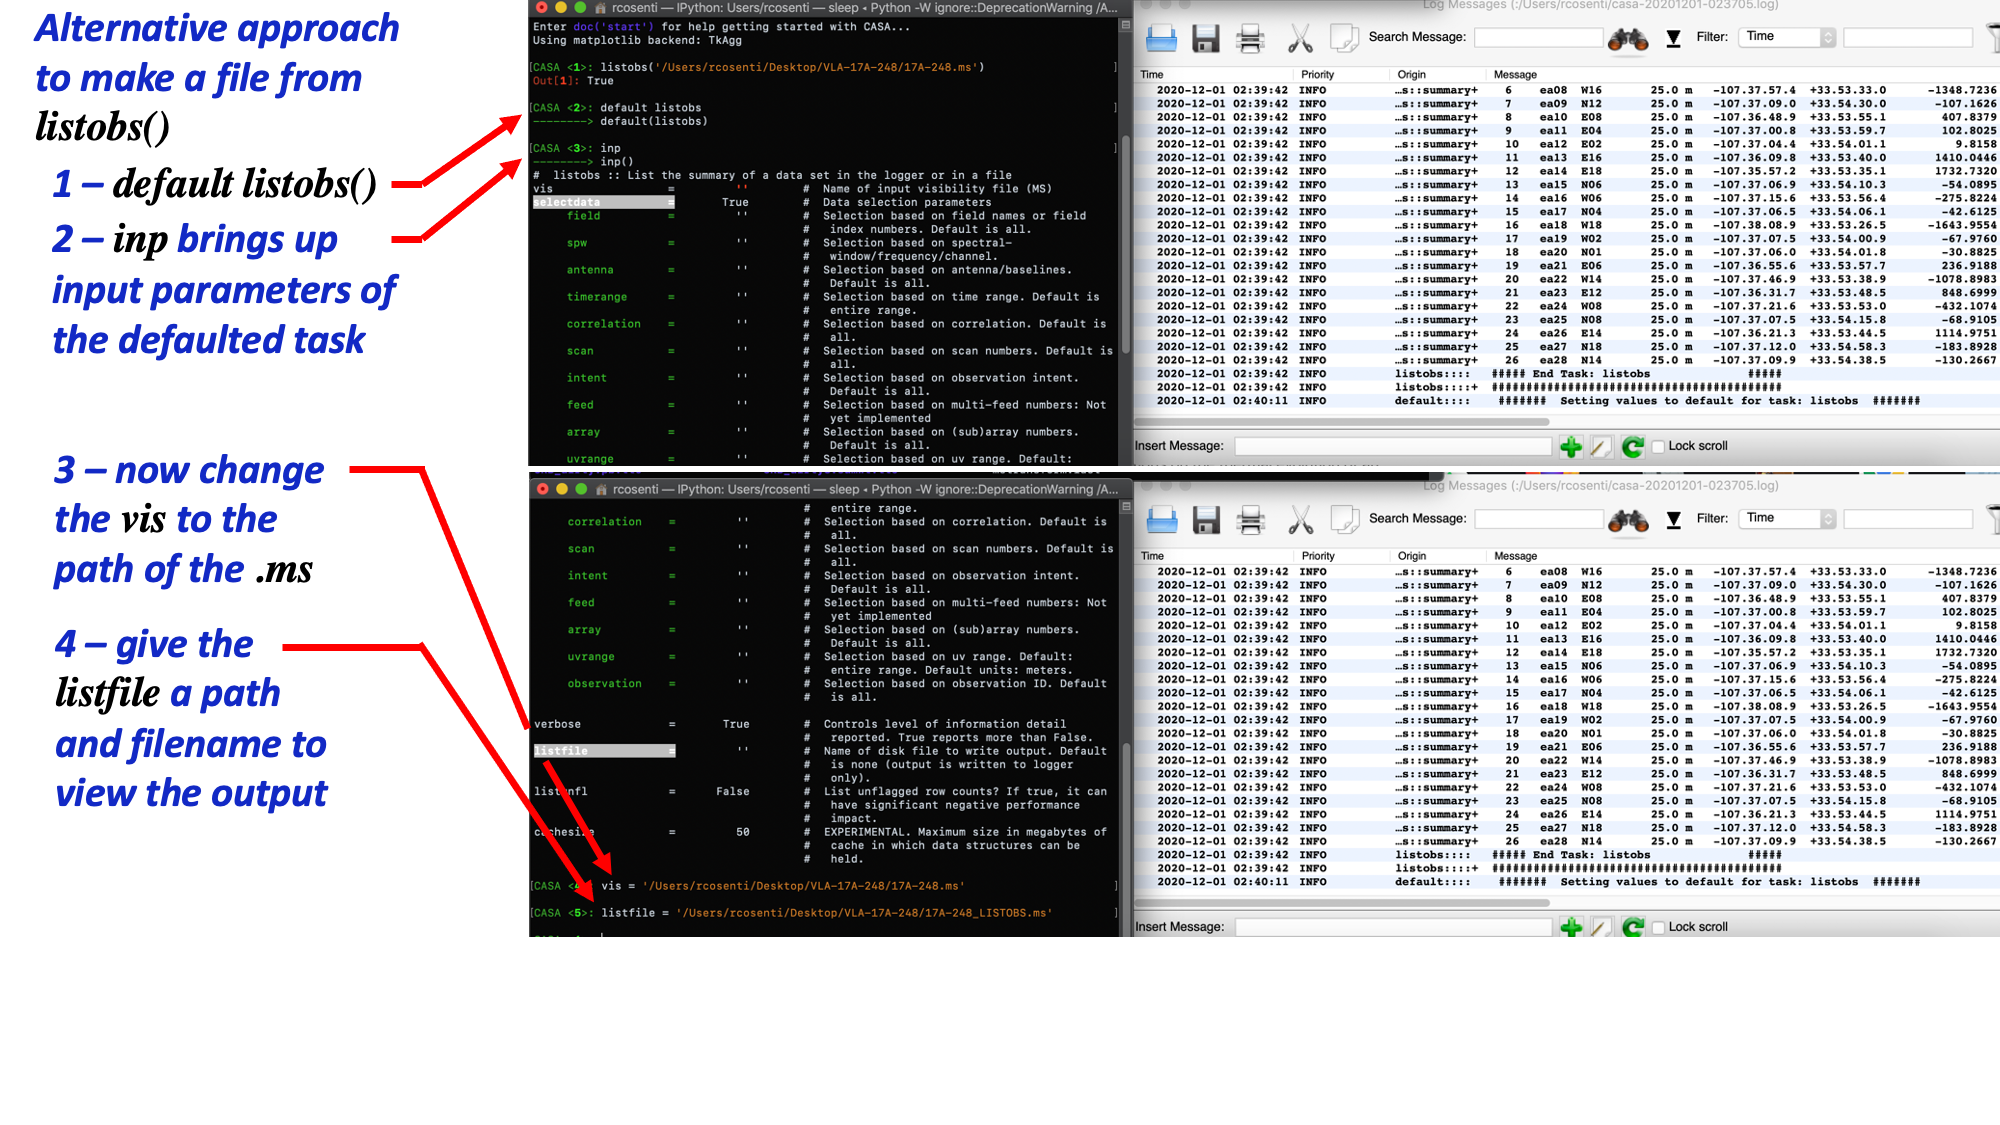 Alternative approach
to make a file from
listobs()
1 – default listobs()
2 – inp brings up
input parameters of
the defaulted task
3 – now change
the vis to the
path of the .ms
4 – give the
listfile a path
and filename to
view the output
rcosenti — IPython: Users/rcosenti — sleep ◂ Python -W ignore::DeprecationWarning /A...
Enter doc('start') for help getting started with CASA...
Using matplotlib backend: TkAgg
[CASA <1>: listobs('/Users/rcosenti/Desktop/VLA-17A-248/17A-248.ms') ]
Out[1]: True
[CASA <2>: default listobs ]
--------> default(listobs)
[CASA <3>: inp ]
--------> inp()
# listobs :: List the summary of a data set in the logger or in a file
vis = '' # Name of input visibility file (MS)
selectdata = True # Data selection parameters
field = '' # Selection based on field names or field
# index numbers. Default is all.
spw = '' # Selection based on spectral-
# window/frequency/channel.
antenna = '' # Selection based on antenna/baselines.
# Default is all.
timerange = '' # Selection based on time range. Default is
# entire range.
correlation = '' # Selection based on correlation. Default is
# all.
scan = '' # Selection based on scan numbers. Default is
# all.
intent = '' # Selection based on observation intent.
# Default is all.
feed = '' # Selection based on multi-feed numbers: Not
# yet implemented
array = '' # Selection based on (sub)array numbers.
# Default is all.
uvrange = '' # Selection based on uv range. Default:
Log Messages (:/Users/rcosenti/casa-20201201-023705.log)
Search Message: Filter: Time
Time Priority Origin Message
2020-12-01 02:39:42 INFO …s::summary+ 6 ea08 W16 25.0 m -107.37.57.4 +33.53.33.0 -1348.7236
2020-12-01 02:39:42 INFO …s::summary+ 7 ea09 N12 25.0 m -107.37.09.0 +33.54.30.0 -107.1626
2020-12-01 02:39:42 INFO …s::summary+ 8 ea10 E08 25.0 m -107.36.48.9 +33.53.55.1 407.8379
2020-12-01 02:39:42 INFO …s::summary+ 9 ea11 E04 25.0 m -107.37.00.8 +33.53.59.7 102.8025
2020-12-01 02:39:42 INFO …s::summary+ 10 ea12 E02 25.0 m -107.37.04.4 +33.54.01.1 9.8158
2020-12-01 02:39:42 INFO …s::summary+ 11 ea13 E16 25.0 m -107.36.09.8 +33.53.40.0 1410.0446
2020-12-01 02:39:42 INFO …s::summary+ 12 ea14 E18 25.0 m -107.35.57.2 +33.53.35.1 1732.7320
2020-12-01 02:39:42 INFO …s::summary+ 13 ea15 N06 25.0 m -107.37.06.9 +33.54.10.3 -54.0895
2020-12-01 02:39:42 INFO …s::summary+ 14 ea16 W06 25.0 m -107.37.15.6 +33.53.56.4 -275.8224
2020-12-01 02:39:42 INFO …s::summary+ 15 ea17 N04 25.0 m -107.37.06.5 +33.54.06.1 -42.6125
2020-12-01 02:39:42 INFO …s::summary+ 16 ea18 W18 25.0 m -107.38.08.9 +33.53.26.5 -1643.9554
2020-12-01 02:39:42 INFO …s::summary+ 17 ea19 W02 25.0 m -107.37.07.5 +33.54.00.9 -67.9760
2020-12-01 02:39:42 INFO …s::summary+ 18 ea20 N01 25.0 m -107.37.06.0 +33.54.01.8 -30.8825
2020-12-01 02:39:42 INFO …s::summary+ 19 ea21 E06 25.0 m -107.36.55.6 +33.53.57.7 236.9188
2020-12-01 02:39:42 INFO …s::summary+ 20 ea22 W14 25.0 m -107.37.46.9 +33.53.38.9 -1078.8983
2020-12-01 02:39:42 INFO …s::summary+ 21 ea23 E12 25.0 m -107.36.31.7 +33.53.48.5 848.6999
2020-12-01 02:39:42 INFO …s::summary+ 22 ea24 W08 25.0 m -107.37.21.6 +33.53.53.0 -432.1074
2020-12-01 02:39:42 INFO …s::summary+ 23 ea25 N08 25.0 m -107.37.07.5 +33.54.15.8 -68.9105
2020-12-01 02:39:42 INFO …s::summary+ 24 ea26 E14 25.0 m -107.36.21.3 +33.53.44.5 1114.9751
2020-12-01 02:39:42 INFO …s::summary+ 25 ea27 N18 25.0 m -107.37.12.0 +33.54.58.3 -183.8928
2020-12-01 02:39:42 INFO …s::summary+ 26 ea28 N14 25.0 m -107.37.09.9 +33.54.38.5 -130.2667
2020-12-01 02:39:42 INFO listobs:::: ##### End Task: listobs #####
2020-12-01 02:39:42 INFO listobs::::+ ##########################################
2020-12-01 02:40:11 INFO default:::: ####### Setting values to default for task: listobs #######
Insert Message: Lock scroll
rcosenti — IPython: Users/rcosenti — sleep ◂ Python -W ignore::DeprecationWarning /A...
# entire range.
correlation = '' # Selection based on correlation. Default is
# all.
scan = '' # Selection based on scan numbers. Default is
# all.
intent = '' # Selection based on observation intent.
# Default is all.
feed = '' # Selection based on multi-feed numbers: Not
# yet implemented
array = '' # Selection based on (sub)array numbers.
# Default is all.
uvrange = '' # Selection based on uv range. Default:
# entire range. Default units: meters.
observation = '' # Selection based on observation ID. Default
# is all.
verbose = True # Controls level of information detail
# reported. True reports more than False.
listfile = '' # Name of disk file to write output. Default
# is none (output is written to logger
# only).
listunfl = False # List unflagged row counts? If true, it can
# have significant negative performance
# impact.
cachesize = 50 # EXPERIMENTAL. Maximum size in megabytes of
# cache in which data structures can be
# held.
[CASA <4>: vis = '/Users/rcosenti/Desktop/VLA-17A-248/17A-248.ms' ]
[CASA <5>: listfile = '/Users/rcosenti/Desktop/VLA-17A-248/17A-248_LISTOBS.ms' ]
Log Messages (:/Users/rcosenti/casa-20201201-023705.log)
Search Message: Filter: Time
Time Priority Origin Message
2020-12-01 02:39:42 INFO …s::summary+ 6 ea08 W16 25.0 m -107.37.57.4 +33.53.33.0 -1348.7236
2020-12-01 02:39:42 INFO …s::summary+ 7 ea09 N12 25.0 m -107.37.09.0 +33.54.30.0 -107.1626
2020-12-01 02:39:42 INFO …s::summary+ 8 ea10 E08 25.0 m -107.36.48.9 +33.53.55.1 407.8379
2020-12-01 02:39:42 INFO …s::summary+ 9 ea11 E04 25.0 m -107.37.00.8 +33.53.59.7 102.8025
2020-12-01 02:39:42 INFO …s::summary+ 10 ea12 E02 25.0 m -107.37.04.4 +33.54.01.1 9.8158
2020-12-01 02:39:42 INFO …s::summary+ 11 ea13 E16 25.0 m -107.36.09.8 +33.53.40.0 1410.0446
2020-12-01 02:39:42 INFO …s::summary+ 12 ea14 E18 25.0 m -107.35.57.2 +33.53.35.1 1732.7320
2020-12-01 02:39:42 INFO …s::summary+ 13 ea15 N06 25.0 m -107.37.06.9 +33.54.10.3 -54.0895
2020-12-01 02:39:42 INFO …s::summary+ 14 ea16 W06 25.0 m -107.37.15.6 +33.53.56.4 -275.8224
2020-12-01 02:39:42 INFO …s::summary+ 15 ea17 N04 25.0 m -107.37.06.5 +33.54.06.1 -42.6125
2020-12-01 02:39:42 INFO …s::summary+ 16 ea18 W18 25.0 m -107.38.08.9 +33.53.26.5 -1643.9554
2020-12-01 02:39:42 INFO …s::summary+ 17 ea19 W02 25.0 m -107.37.07.5 +33.54.00.9 -67.9760
2020-12-01 02:39:42 INFO …s::summary+ 18 ea20 N01 25.0 m -107.37.06.0 +33.54.01.8 -30.8825
2020-12-01 02:39:42 INFO …s::summary+ 19 ea21 E06 25.0 m -107.36.55.6 +33.53.57.7 236.9188
2020-12-01 02:39:42 INFO …s::summary+ 20 ea22 W14 25.0 m -107.37.46.9 +33.53.38.9 -1078.8983
2020-12-01 02:39:42 INFO …s::summary+ 21 ea23 E12 25.0 m -107.36.31.7 +33.53.48.5 848.6999
2020-12-01 02:39:42 INFO …s::summary+ 22 ea24 W08 25.0 m -107.37.21.6 +33.53.53.0 -432.1074
2020-12-01 02:39:42 INFO …s::summary+ 23 ea25 N08 25.0 m -107.37.07.5 +33.54.15.8 -68.9105
2020-12-01 02:39:42 INFO …s::summary+ 24 ea26 E14 25.0 m -107.36.21.3 +33.53.44.5 1114.9751
2020-12-01 02:39:42 INFO …s::summary+ 25 ea27 N18 25.0 m -107.37.12.0 +33.54.58.3 -183.8928
2020-12-01 02:39:42 INFO …s::summary+ 26 ea28 N14 25.0 m -107.37.09.9 +33.54.38.5 -130.2667
2020-12-01 02:39:42 INFO listobs:::: ##### End Task: listobs #####
2020-12-01 02:39:42 INFO listobs::::+ ##########################################
2020-12-01 02:40:11 INFO default:::: ####### Setting values to default for task: listobs #######
Insert Message: Lock scroll